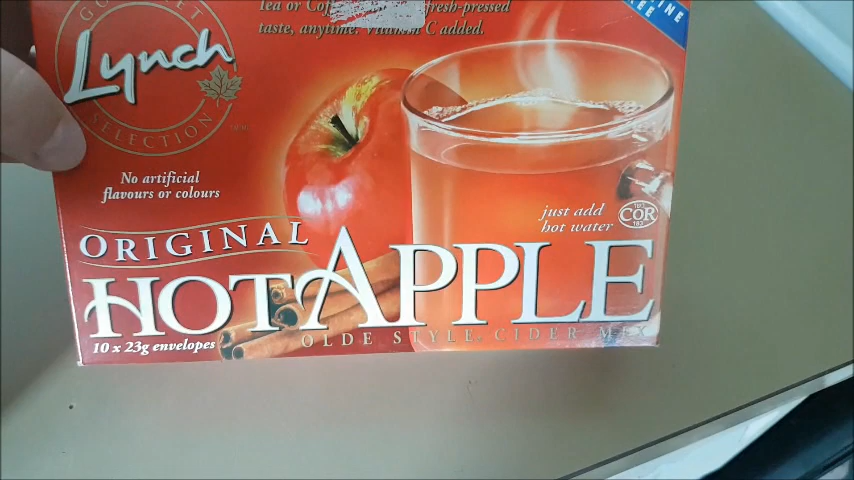 GOURMET
Lynch
SELECTION
Tea or fresh-pressed
taste, anytime. Vitamin C added.
No artificial
flavours or colours
just add
hot water
COR
ORIGINAL
HOT APPLE
OLDE STYLE CIDER MIX
10 x 23g envelopes